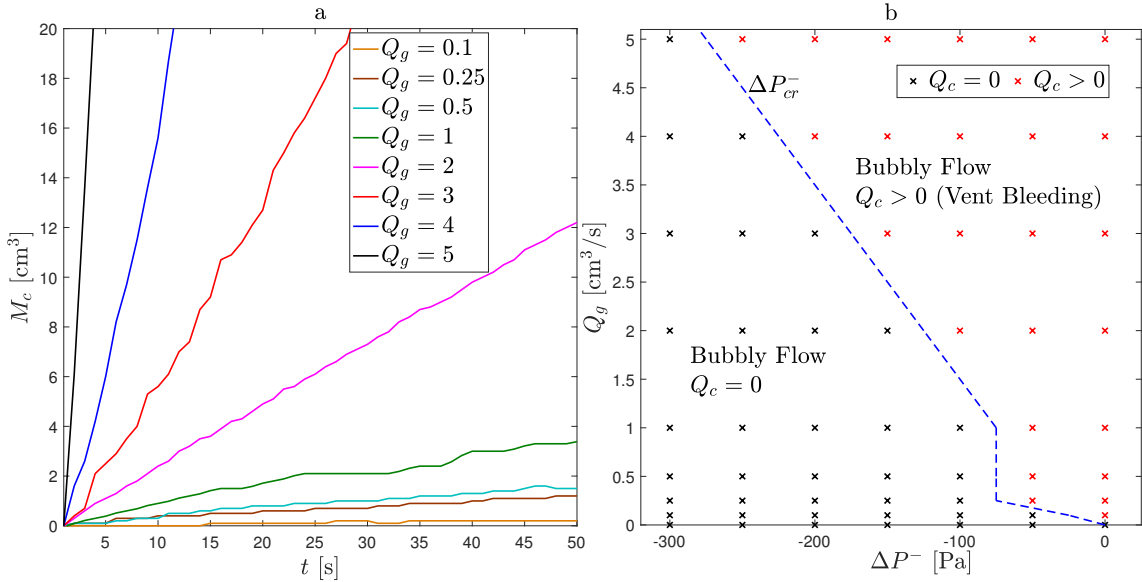 a
20
18
16
14
12
10
8
6
4
2
0
M_c [cm³]
5
10
15
20
25
30
35
40
45
50
t [s]
Q_g = 0.1
Q_g = 0.25
Q_g = 0.5
Q_g = 1
Q_g = 2
Q_g = 3
Q_g = 4
Q_g = 5
b
5
4.5
4
3.5
3
2.5
2
1.5
1
0.5
0
Q_g [cm³/s]
ΔP⁻_cr
Q_c = 0 Q_c > 0
Bubbly Flow
Q_c > 0 (Vent Bleeding)
Bubbly Flow
Q_c = 0
-300
-200
-100
0
ΔP⁻ [Pa]